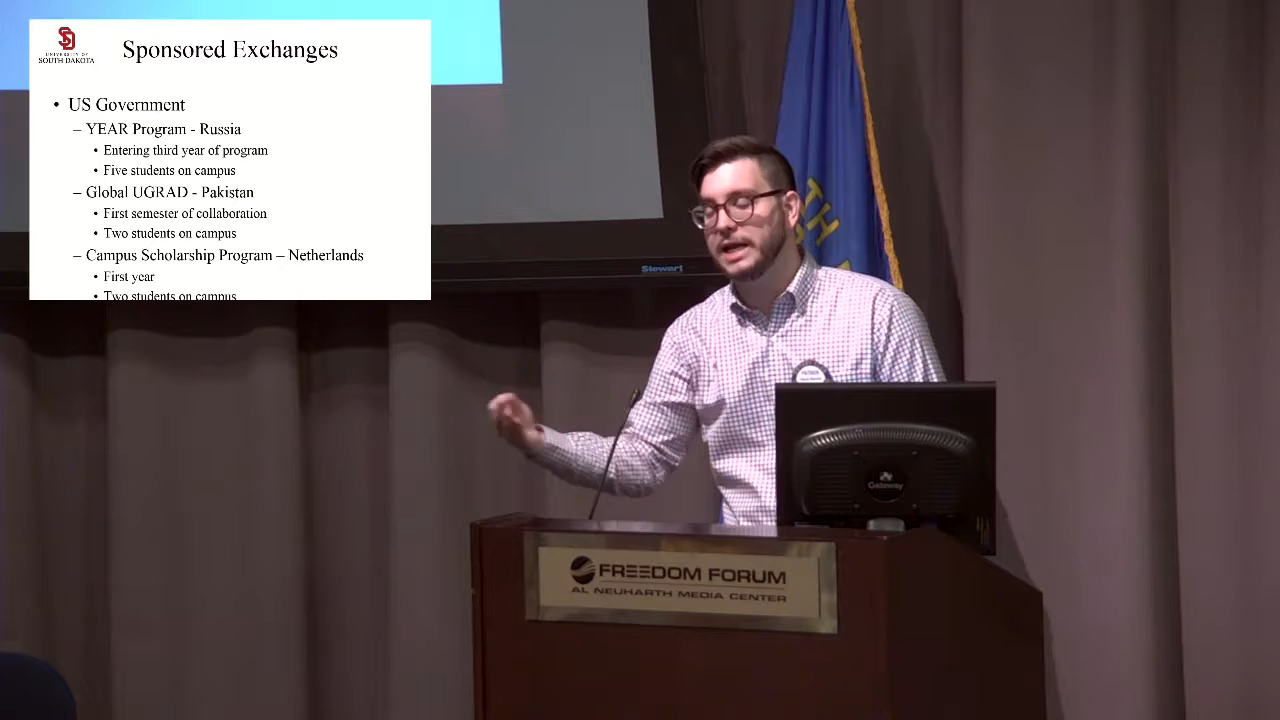 UNIVERSITY OF
SOUTH DAKOTA
Sponsored Exchanges
• US Government
– YEAR Program - Russia
• Entering third year of program
• Five students on campus
– Global UGRAD - Pakistan
• First semester of collaboration
• Two students on campus
– Campus Scholarship Program – Netherlands
• First year
• Two students on campus
Stewart
TH
Gateway
FREEDOM FORUM
AL NEUHARTH MEDIA CENTER